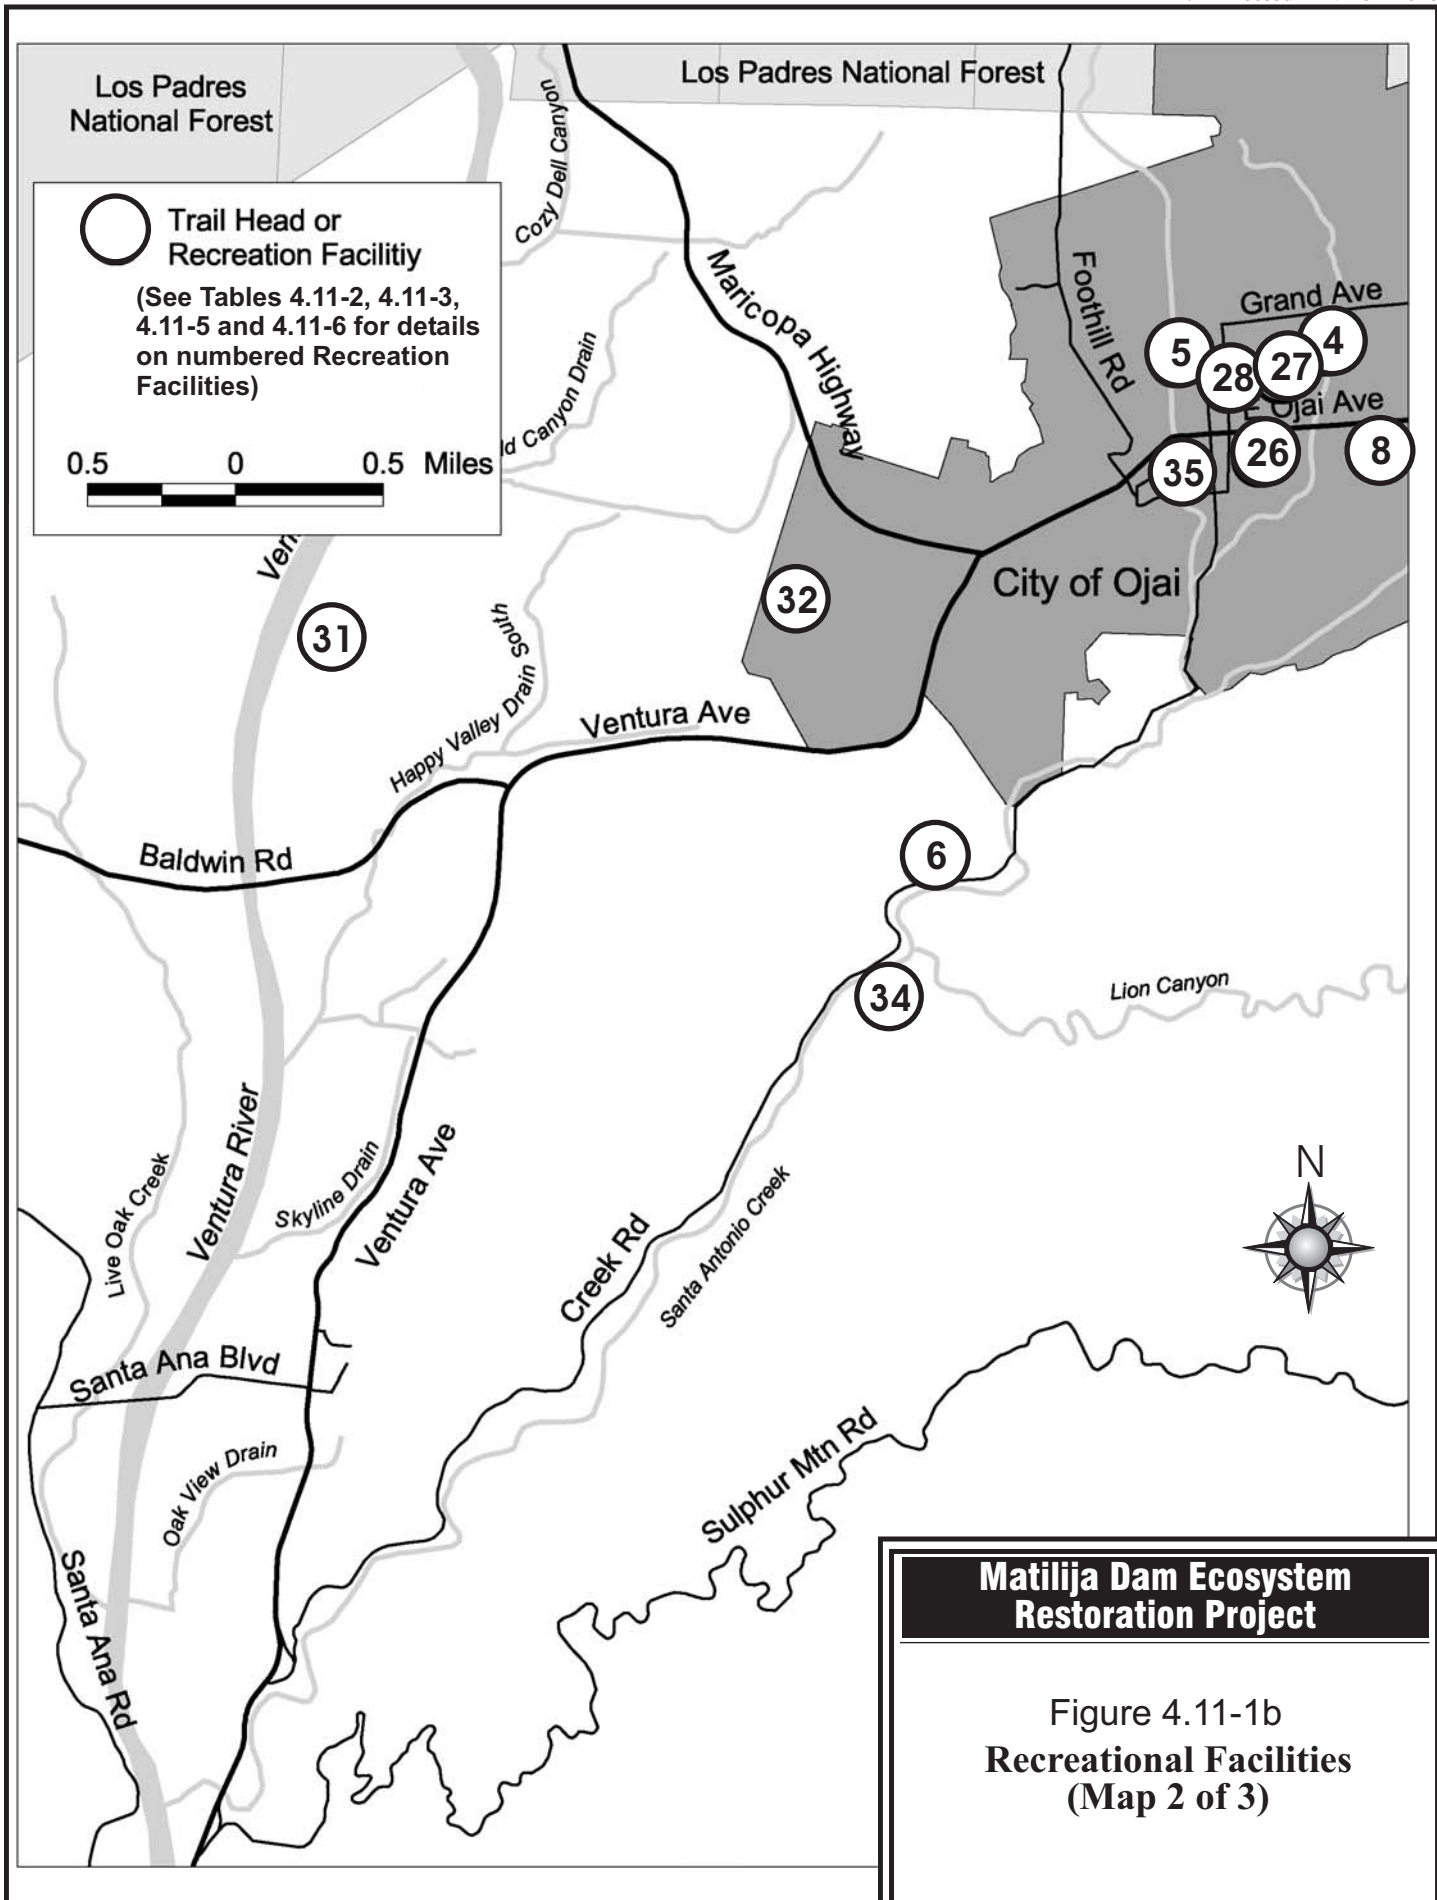 Los Padres
National Forest
Los Padres National Forest
Cozy Dell Canyon
Trail Head or
Recreation Facilitiy
(See Tables 4.11-2, 4.11-3,
4.11-5 and 4.11-6 for details
on numbered Recreation
Facilities)
0.5 0 0.5 Miles
Maricopa Highway
Foothill Rd
Grand Ave
5
28
27
4
E Ojai Ave
35
26
8
ld Canyon Drain
Ven
City of Ojai
32
31
Happy Valley Drain South
Ventura Ave
Baldwin Rd
6
34
Lion Canyon
Live Oak Creek
Ventura River
Skyline Drain
Ventura Ave
Creek Rd
Santa Antonio Creek
N
Santa Ana Blvd
Oak View Drain
Sulphur Mtn Rd
Santa Ana Rd
Matilija Dam Ecosystem
Restoration Project
Figure 4.11-1b
Recreational Facilities
(Map 2 of 3)